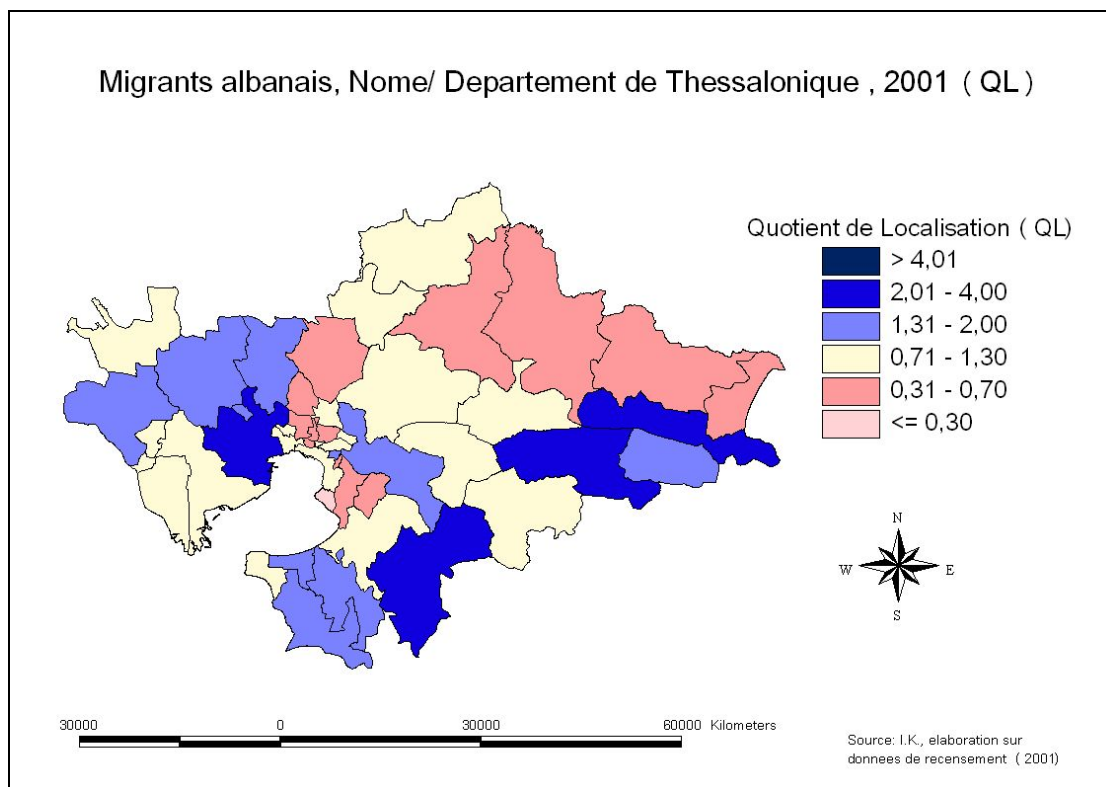 Migrants albanais, Nome/ Departement de Thessalonique , 2001 ( QL )
Quotient de Localisation ( QL)
> 4,01
2,01 - 4,00
1,31 - 2,00
0,71 - 1,30
0,31 - 0,70
<= 0,30
N
W E
S
30000 0 30000 60000 Kilometers
Source: I.K., elaboration sur
donnees de recensement ( 2001)